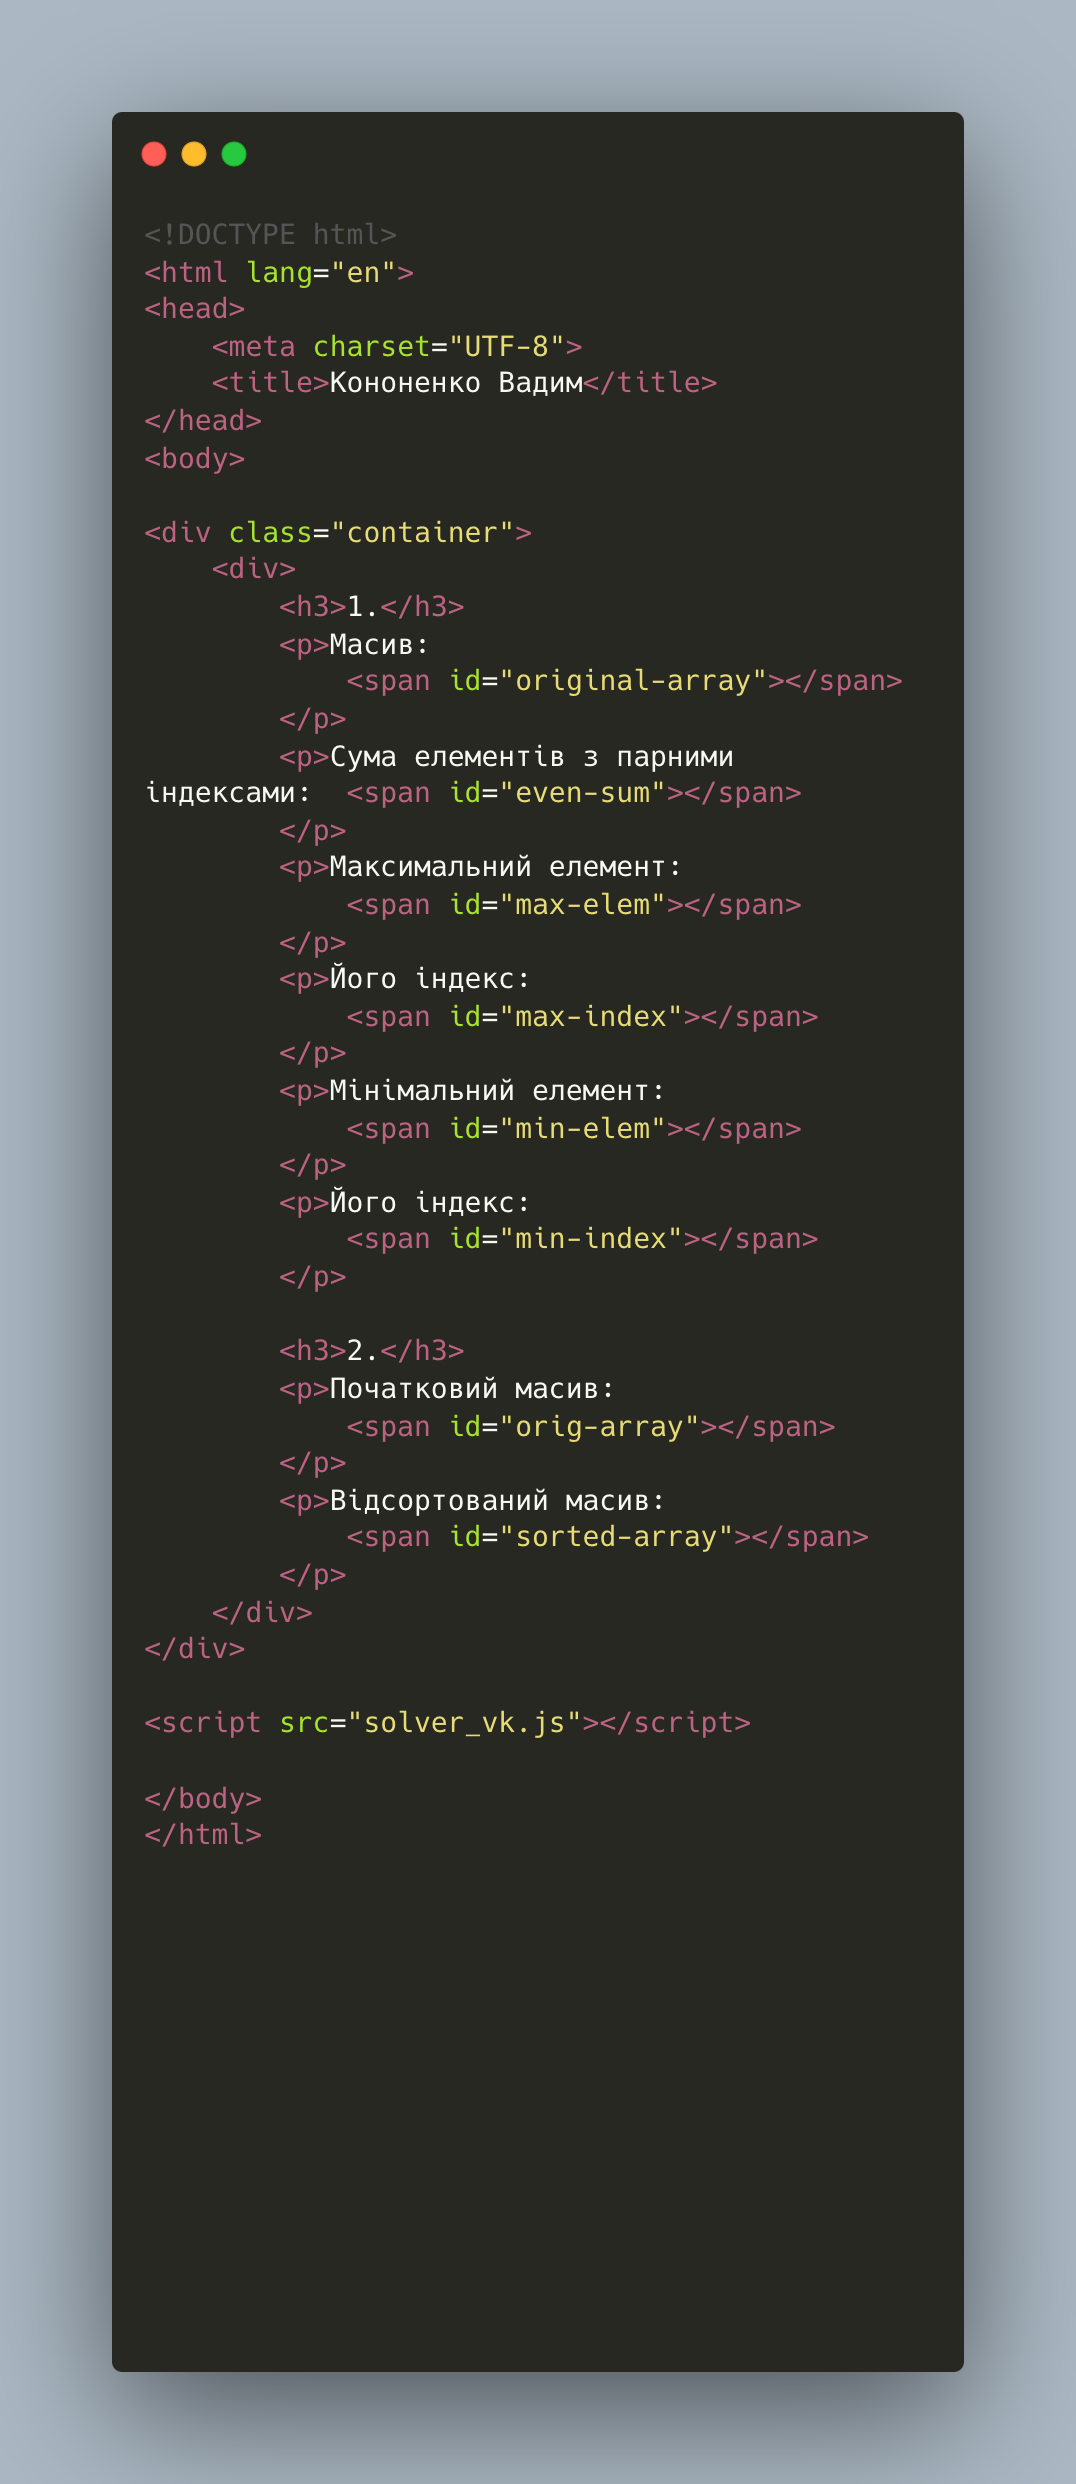 <!DOCTYPE html>
<html lang="en">
<head>
    <meta charset="UTF-8">
    <title>Кононенко Вадим</title>
</head>
<body>

<div class="container">
    <div>
        <h3>1.</h3>
        <p>Масив:
            <span id="original-array"></span>
        </p>
        <p>Сума елементів з парними
індексами:  <span id="even-sum"></span>
        </p>
        <p>Максимальний елемент:
            <span id="max-elem"></span>
        </p>
        <p>Його індекс:
            <span id="max-index"></span>
        </p>
        <p>Мінімальний елемент:
            <span id="min-elem"></span>
        </p>
        <p>Його індекс:
            <span id="min-index"></span>
        </p>

        <h3>2.</h3>
        <p>Початковий масив:
            <span id="orig-array"></span>
        </p>
        <p>Відсортований масив:
            <span id="sorted-array"></span>
        </p>
    </div>
</div>

<script src="solver_vk.js"></script>

</body>
</html>